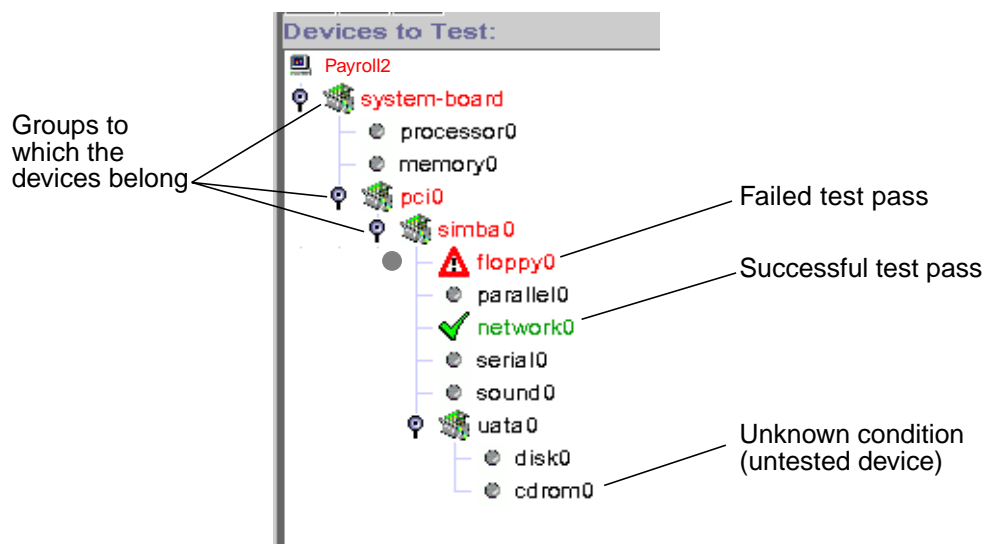 Devices to Test:
Payroll2
system-board
processor0
memory0
pci0
simba0
floppy0
parallel0
network0
serial0
sound0
uata0
disk0
cdrom0
Groups to
which the
devices belong
Failed test pass
Successful test pass
Unknown condition
(untested device)